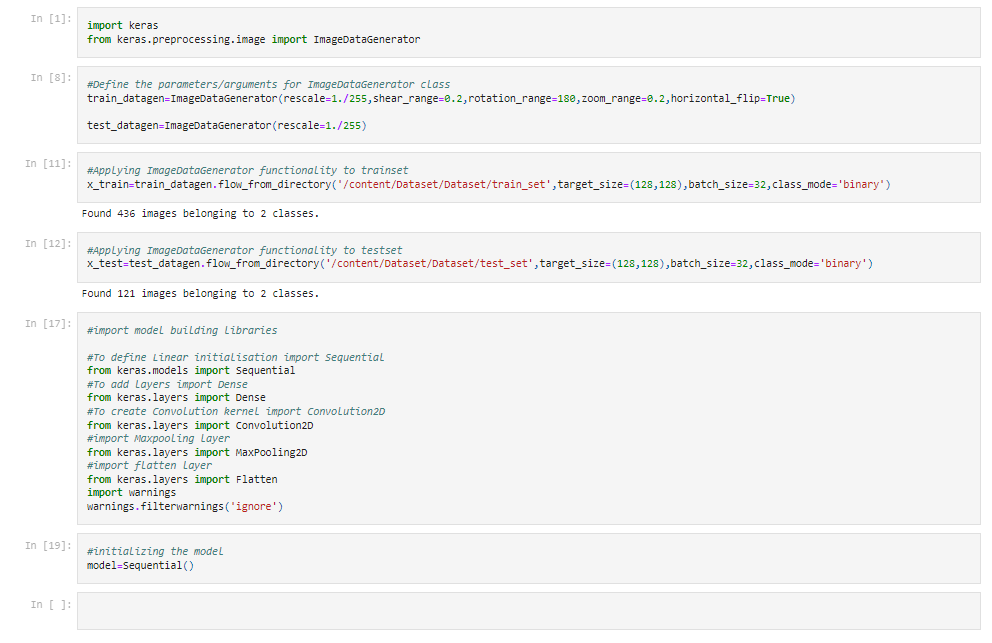 In [1]:
import keras
from keras.preprocessing.image import ImageDataGenerator
In [8]:
#Define the parameters/arguments for ImageDataGenerator class
train_datagen=ImageDataGenerator(rescale=1./255,shear_range=0.2,rotation_range=180,zoom_range=0.2,horizontal_flip=True)
test_datagen=ImageDataGenerator(rescale=1./255)
In [11]:
#Applying ImageDataGenerator functionality to trainset
x_train=train_datagen.flow_from_directory('/content/Dataset/Dataset/train_set',target_size=(128,128),batch_size=32,class_mode='binary')
Found 436 images belonging to 2 classes.
In [12]:
#Applying ImageDataGenerator functionality to testset
x_test=test_datagen.flow_from_directory('/content/Dataset/Dataset/test_set',target_size=(128,128),batch_size=32,class_mode='binary')
Found 121 images belonging to 2 classes.
In [17]:
#import model building libraries
#To define Linear initialisation import Sequential
from keras.models import Sequential
#To add layers import Dense
from keras.layers import Dense
#To create Convolution kernel import Convolution2D
from keras.layers import Convolution2D
#import Maxpooling layer
from keras.layers import MaxPooling2D
#import flatten layer
from keras.layers import Flatten
import warnings
warnings.filterwarnings('ignore')
In [19]:
#initializing the model
model=Sequential()
In [ ]: